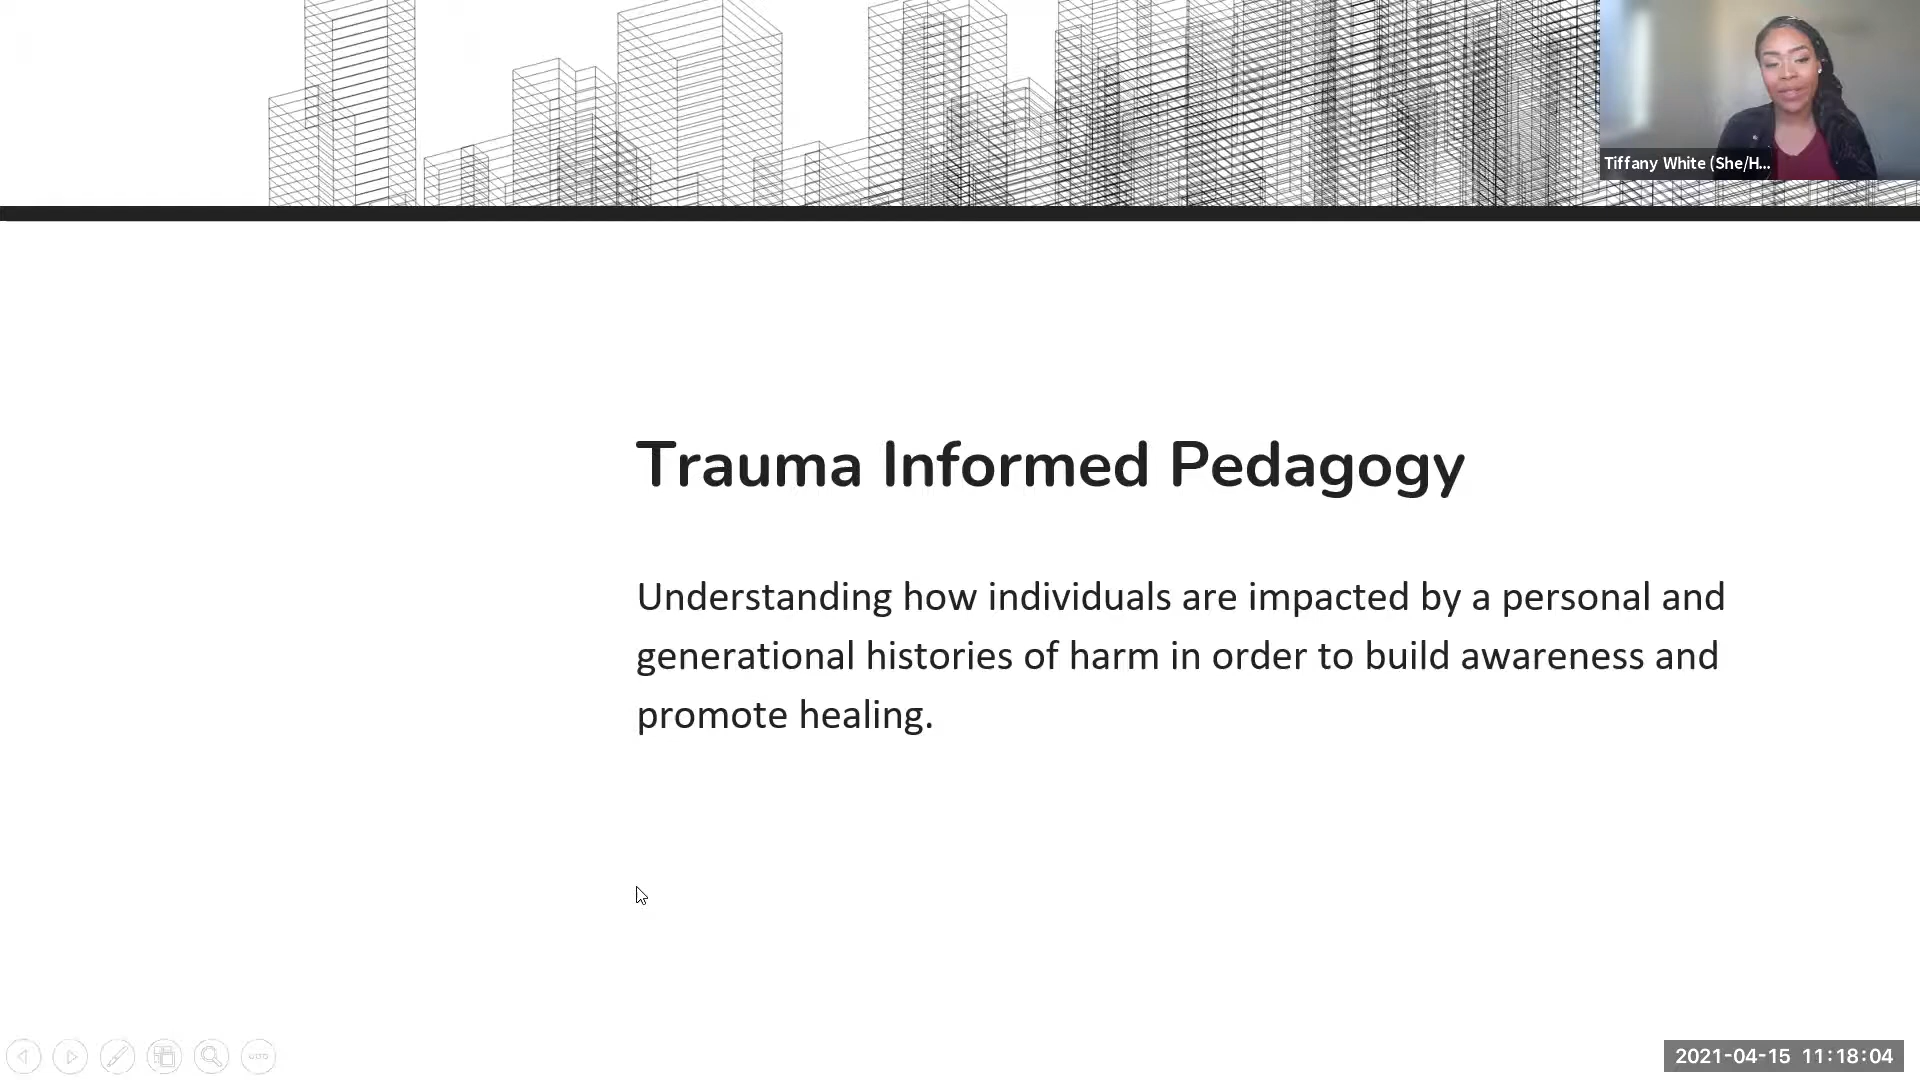 Tiffany White (She/H...
Trauma Informed Pedagogy
Understanding how individuals are impacted by a personal and
generational histories of harm in order to build awareness and
promote healing.
2021-04-15 11:18:04